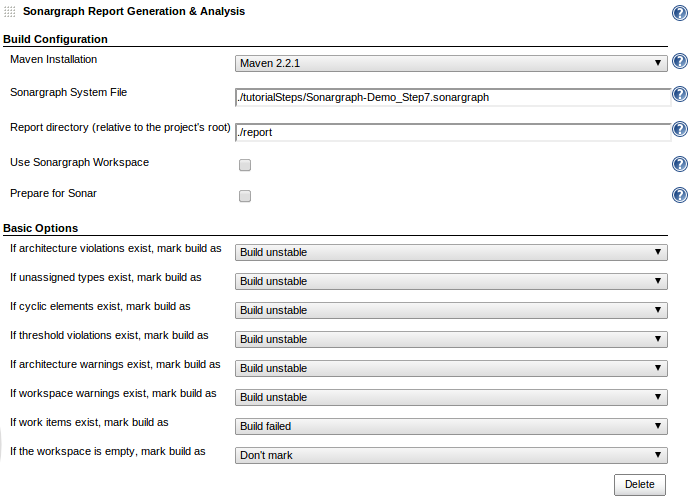 Sonargraph Report Generation & Analysis
Build Configuration
Maven Installation
Maven 2.2.1
Sonargraph System File
./tutorialSteps/Sonargraph-Demo_Step7.sonargraph
Report directory (relative to the project's root)
./report
Use Sonargraph Workspace
Prepare for Sonar
Basic Options
If architecture violations exist, mark build as
Build unstable
If unassigned types exist, mark build as
Build unstable
If cyclic elements exist, mark build as
Build unstable
If threshold violations exist, mark build as
Build unstable
If architecture warnings exist, mark build as
Build unstable
If workspace warnings exist, mark build as
Build unstable
If work items exist, mark build as
Build failed
If the workspace is empty, mark build as
Don't mark
Delete